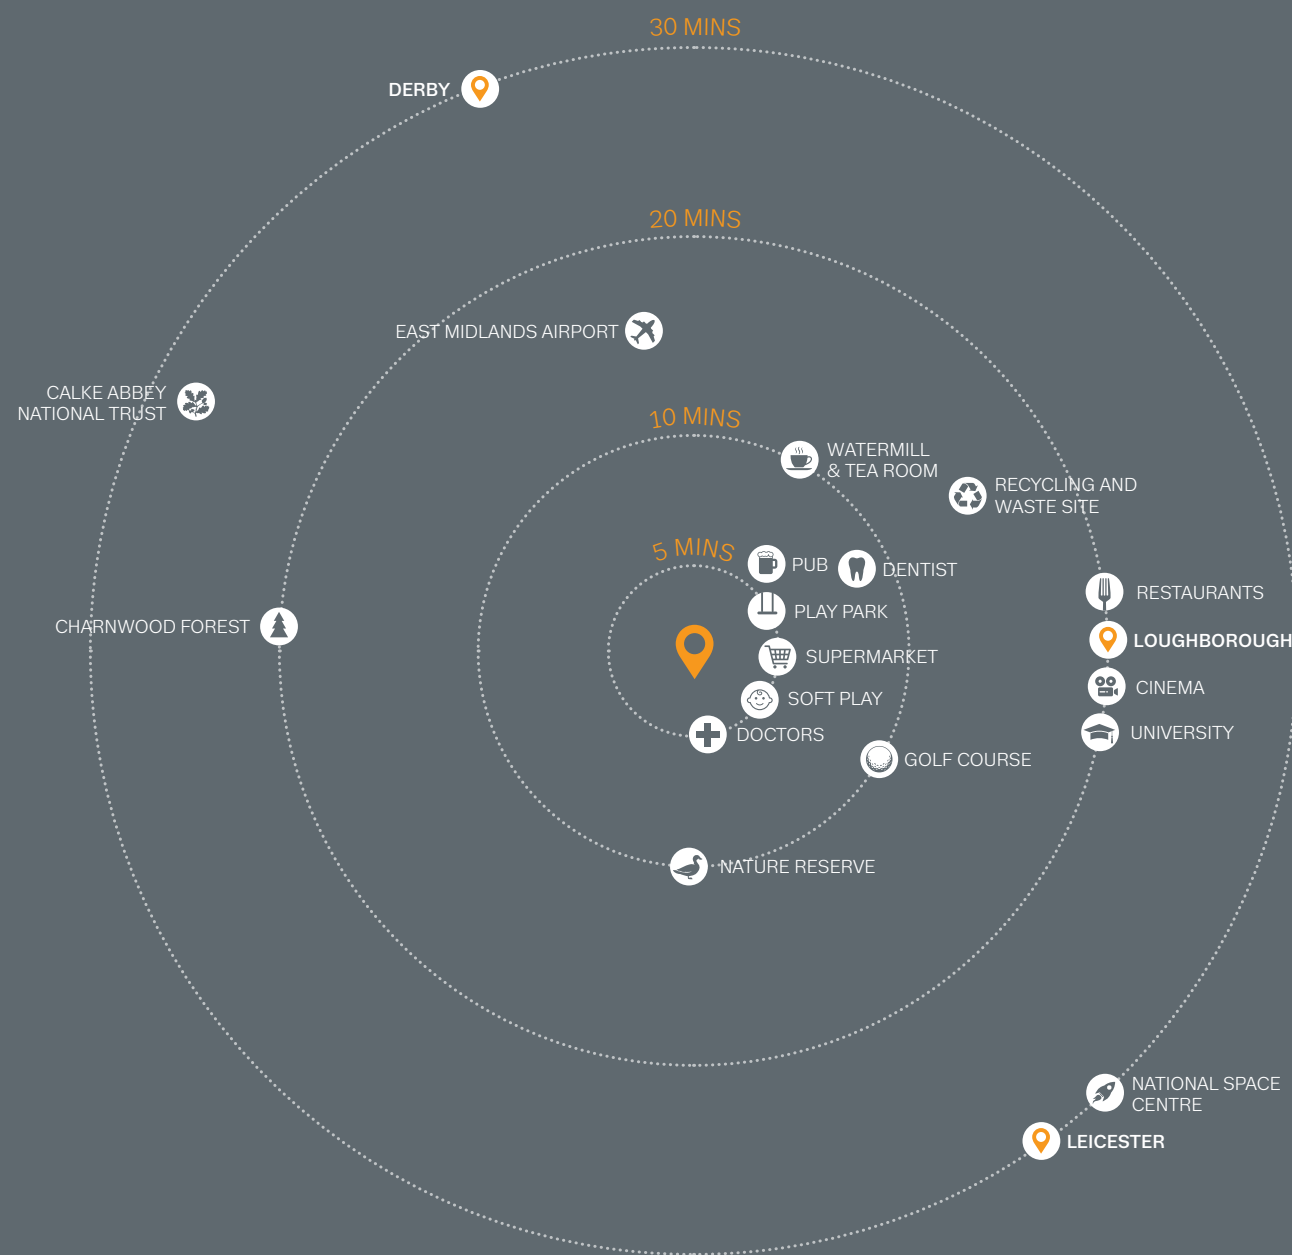 30 MINS
DERBY
20 MINS
EAST MIDLANDS AIRPORT
CALKE ABBEY
NATIONAL TRUST
10 MINS
WATERMILL
& TEA ROOM
RECYCLING AND
WASTE SITE
5 MINS
PUB
DENTIST
RESTAURANTS
PLAY PARK
CHARNWOOD FOREST
LOUGHBOROUGH
SUPERMARKET
CINEMA
SOFT PLAY
UNIVERSITY
DOCTORS
GOLF COURSE
NATURE RESERVE
NATIONAL SPACE
CENTRE
LEICESTER